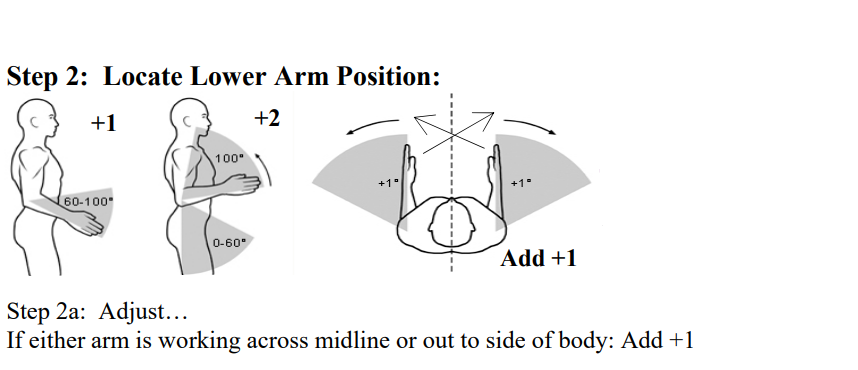 Step 2: Locate Lower Arm Position:
+1
+2
100°
60-100°
0-60°
+1°
+1°
Add +1
Step 2a: Adjust…
If either arm is working across midline or out to side of body: Add +1